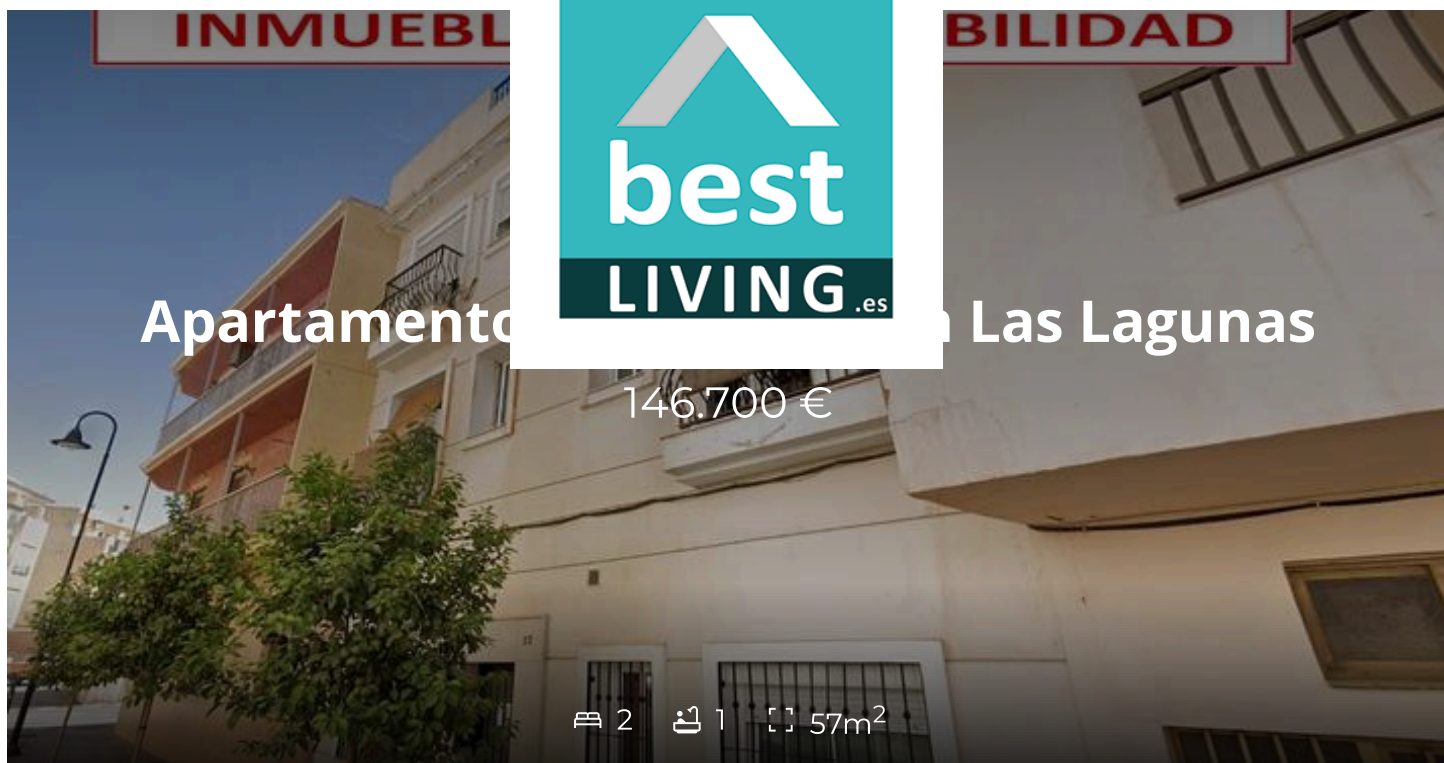 INMUEBL BILIDAD
best
LIVING.es
Apartamento Las Lagunas
146.700 €
2 1 57m²